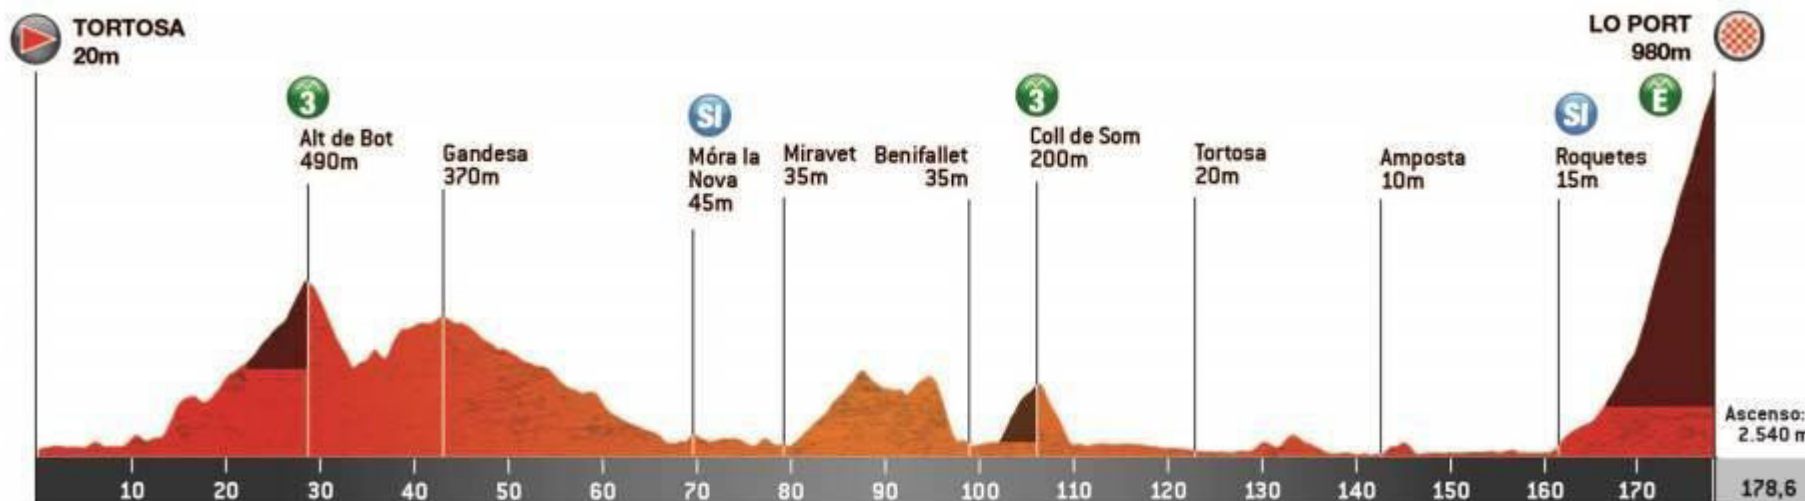 TORTOSA
20m
LO PORT
980m
3
Alt de Bot
490m
Gandesa
370m
SI
Móra la
Nova
45m
Miravet
35m
Benifallet
35m
3
Coll de Som
200m
Tortosa
20m
Amposta
10m
SI
Roquetes
15m
E
Ascenso:
2.540 m
10 20 30 40 50 60 70 80 90 100 110 120 130 140 150 160 170 178,6